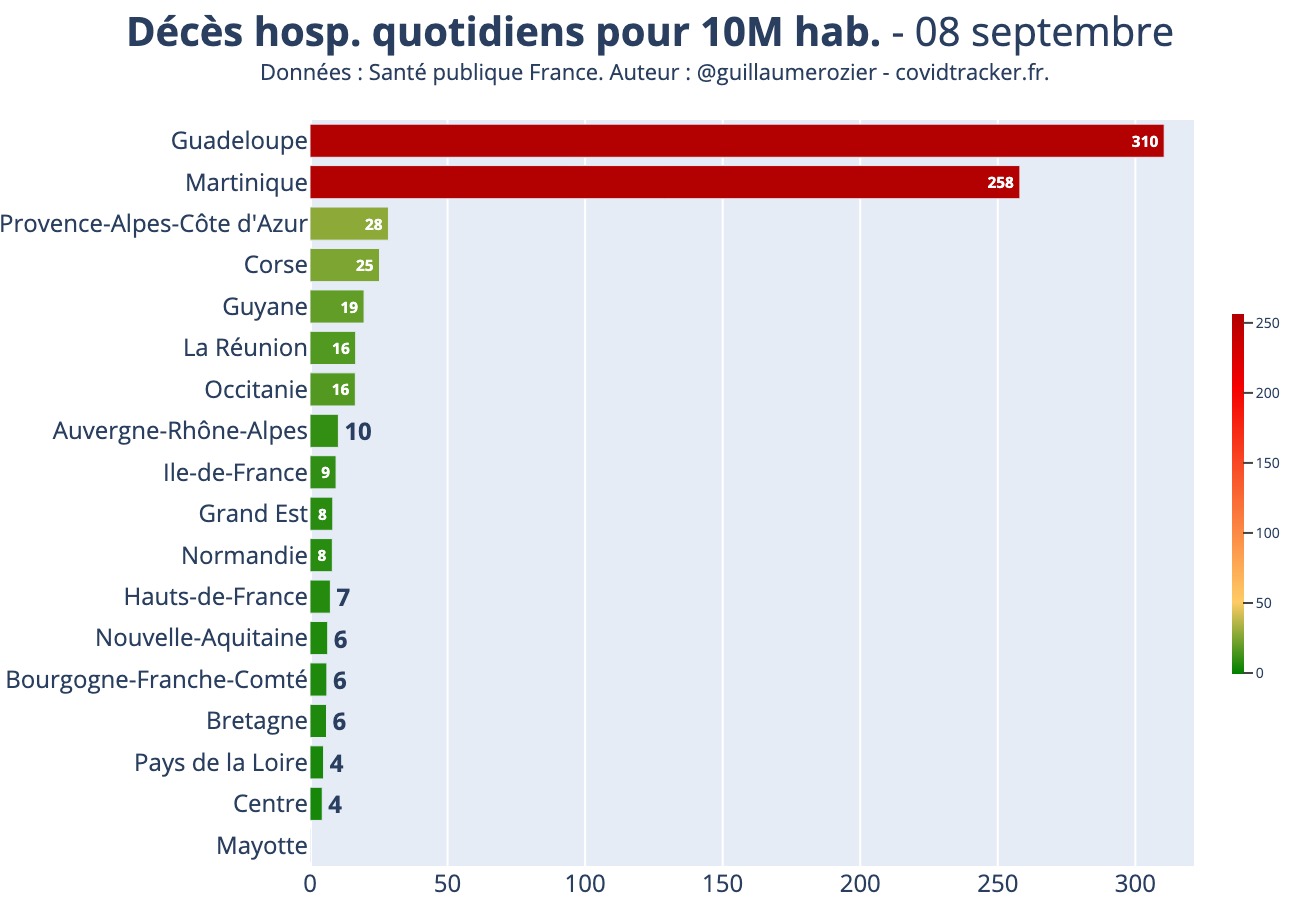 Décès hosp. quotidiens pour 10M hab. - 08 septembre
Données : Santé publique France. Auteur : @guillaumerozier - covidtracker.fr.
Guadeloupe 310
Martinique 258
Provence-Alpes-Côte d'Azur 28
Corse 25
Guyane 19
La Réunion 16
Occitanie 16
Auvergne-Rhône-Alpes 10
Ile-de-France 9
Grand Est 8
Normandie 8
Hauts-de-France 7
Nouvelle-Aquitaine 6
Bourgogne-Franche-Comté 6
Bretagne 6
Pays de la Loire 4
Centre 4
Mayotte
0 50 100 150 200 250 300
250
200
150
100
50
0